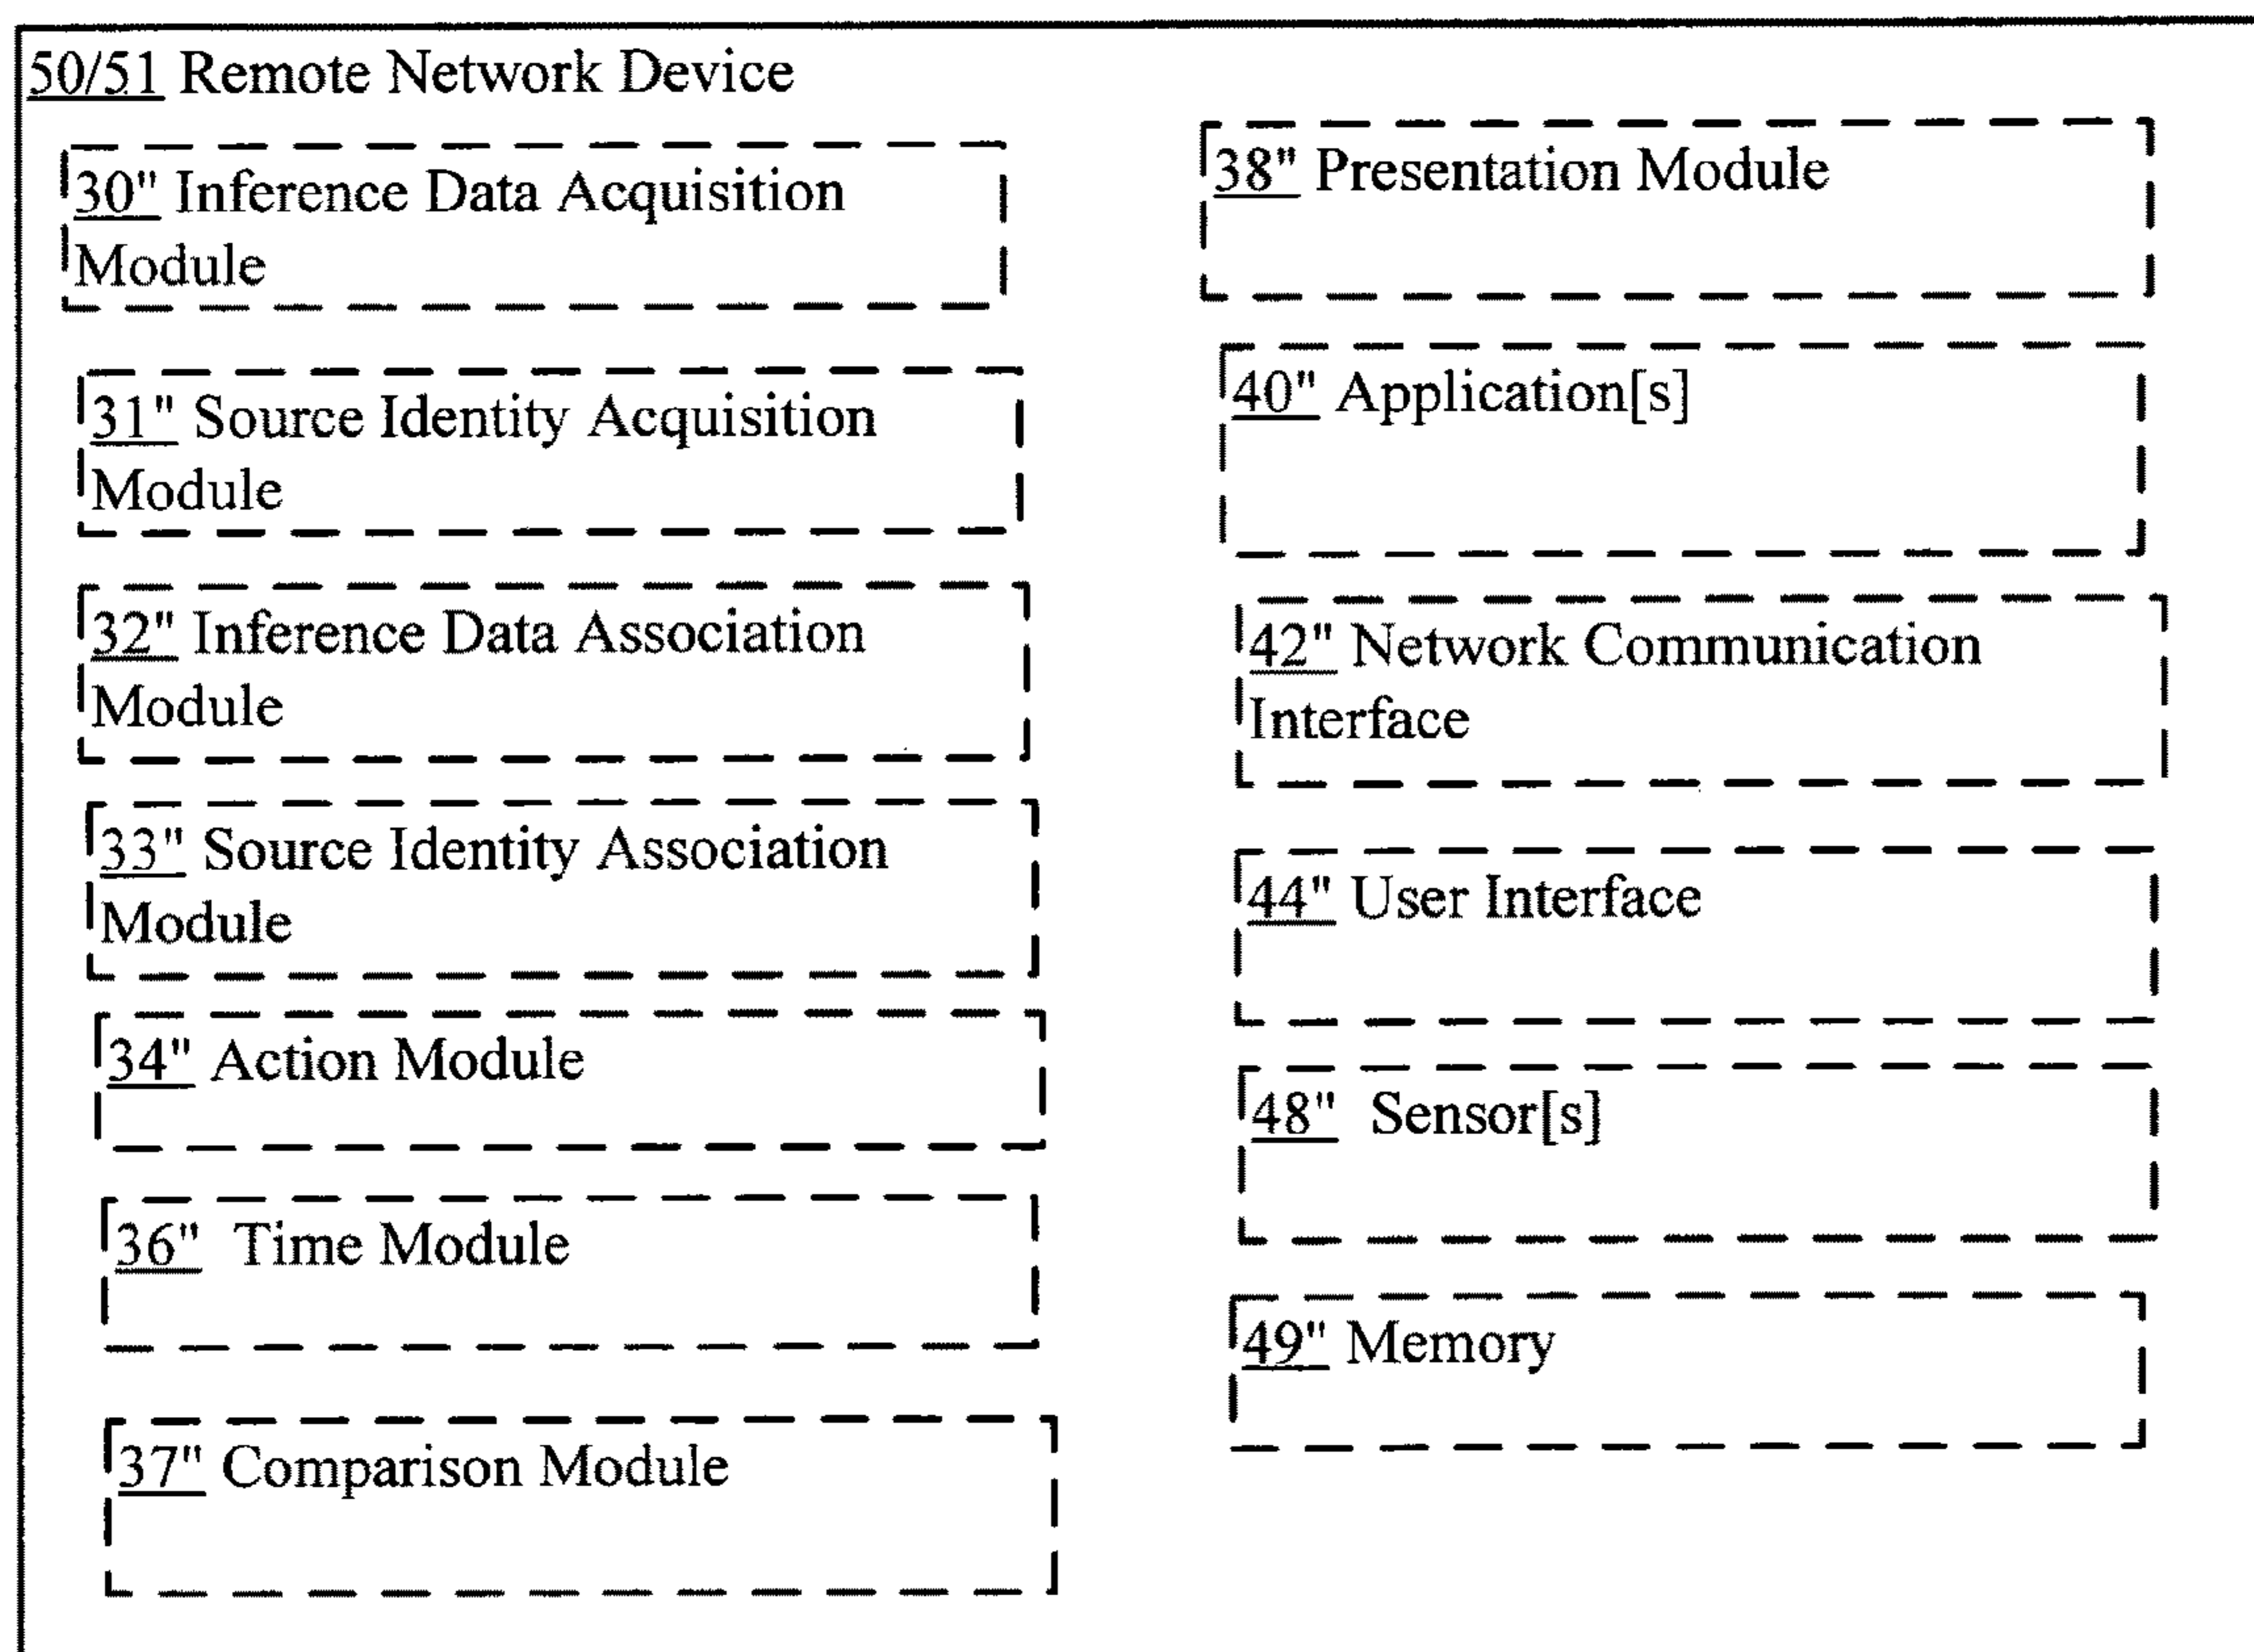 50/51 Remote Network Device
30" Inference Data Acquisition
Module
31" Source Identity Acquisition
Module
32" Inference Data Association
Module
33" Source Identity Association
Module
34" Action Module
36" Time Module
37" Comparison Module
38" Presentation Module
40" Application[s]
42" Network Communication
Interface
44" User Interface
48" Sensor[s]
49" Memory